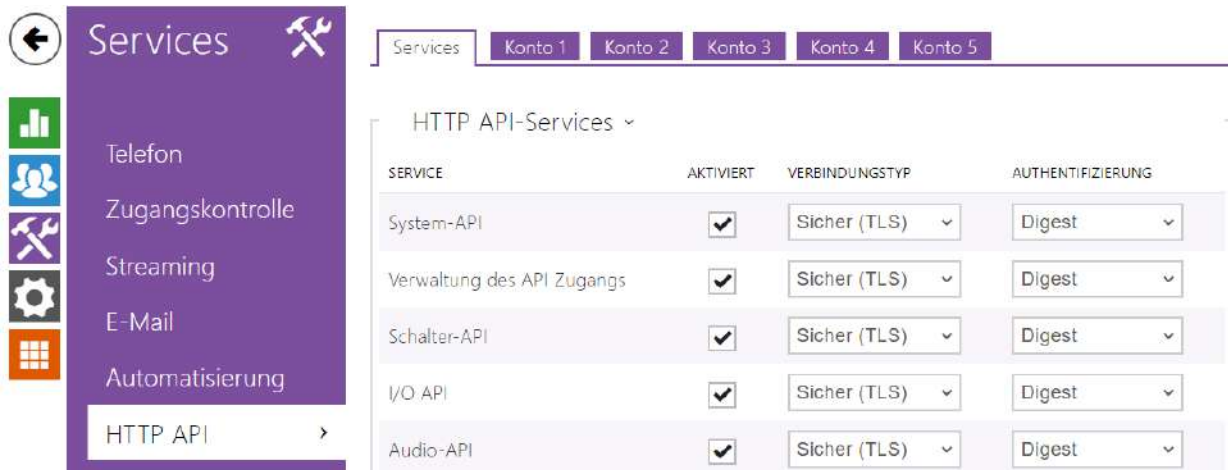 Services
Telefon
Zugangskontrolle
Streaming
E-Mail
Automatisierung
HTTP API
Services Konto 1 Konto 2 Konto 3 Konto 4 Konto 5
HTTP API-Services
SERVICE AKTIVIERT VERBINDUNGSTYP AUTHENTIFIZIERUNG
System-API Sicher (TLS) Digest
Verwaltung des API Zugangs Sicher (TLS) Digest
Schalter-API Sicher (TLS) Digest
I/O API Sicher (TLS) Digest
Audio-API Sicher (TLS) Digest